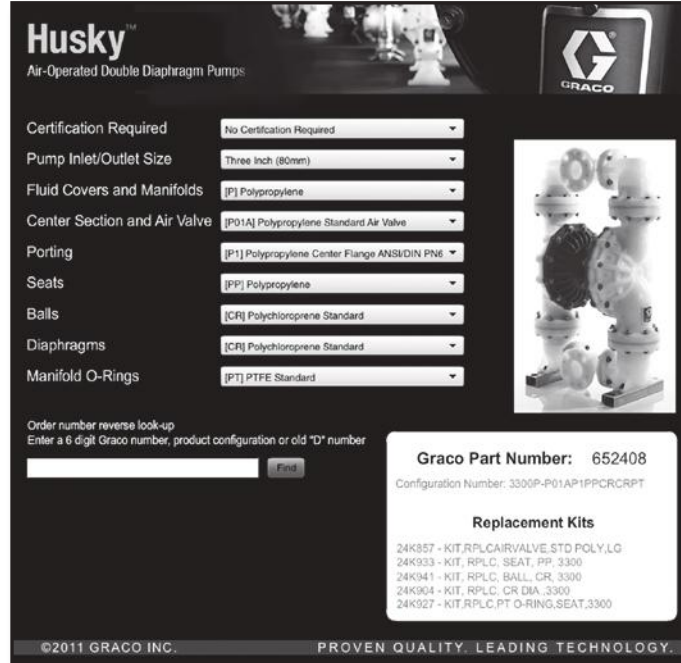 Husky™
Air-Operated Double Diaphragm Pumps
GRACO
Certification Required
No Certifcation Required
Pump Inlet/Outlet Size
Three Inch (80mm)
Fluid Covers and Manifolds
[P] Polypropylene
Center Section and Air Valve
[P01A] Polypropylene Standard Air Valve
Porting
[P1] Polypropylene Center Flange ANSI/DIN PN6
Seats
[PP] Polypropylene
Balls
[CR] Polychloroprene Standard
Diaphragms
[CR] Polychloroprene Standard
Manifold O-Rings
[PT] PTFE Standard
Order number reverse look-up
Enter a 6 digit Graco number, product configuration or old "D" number
Find
Graco Part Number: 652408
Configuration Number: 3300P-P01AP1PPCRCRPT
Replacement Kits
24K857 - KIT,RPLCAIRVALVE,STD POLY,LG
24K933 - KIT, RPLC, SEAT, PP, 3300
24K941 - KIT, RPLC, BALL, CR, 3300
24K904 - KIT, RPLC, CR DIA ,3300
24K927 - KIT,RPLC,PT O-RING,SEAT,3300
©2011 GRACO INC.
PROVEN QUALITY. LEADING TECHNOLOGY.